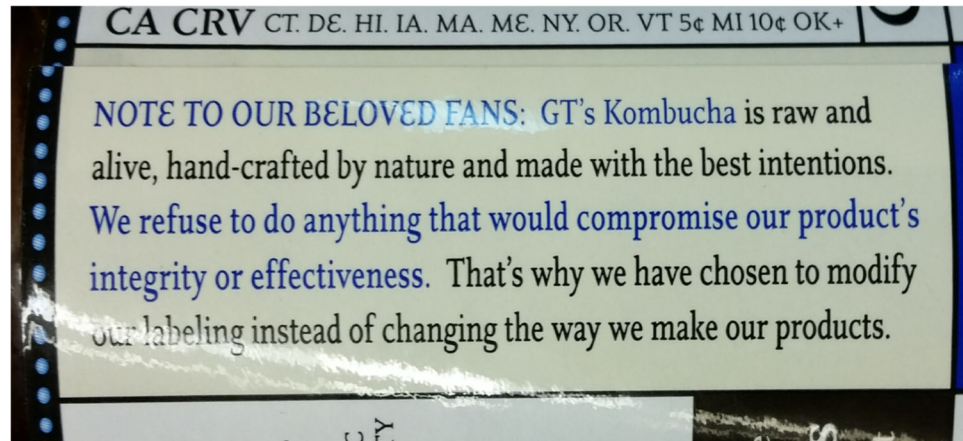 CA CRV CT. DE. HI. IA. MA. ME. NY. OR. VT 5¢ MI 10¢ OK+
NOTE TO OUR BELOVED FANS: GT's Kombucha is raw and
alive, hand-crafted by nature and made with the best intentions.
We refuse to do anything that would compromise our product's
integrity or effectiveness. That's why we have chosen to modify
our labeling instead of changing the way we make our products.